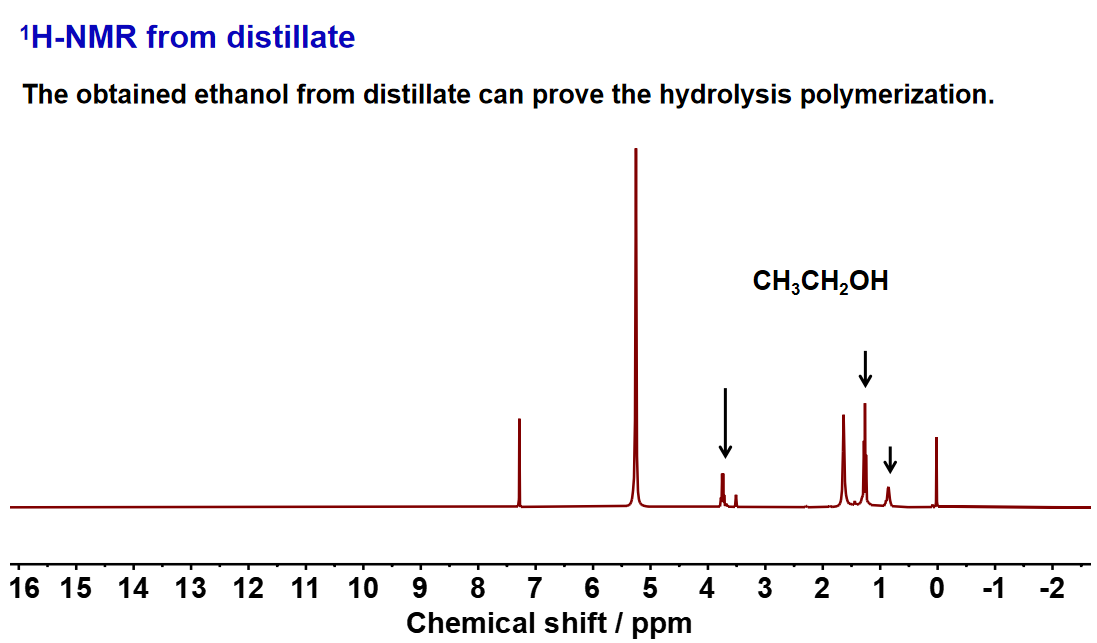 ¹H-NMR from distillate
The obtained ethanol from distillate can prove the hydrolysis polymerization.
CH₃CH₂OH
16 15 14 13 12 11 10 9 8 7 6 5 4 3 2 1 0 -1 -2
Chemical shift / ppm